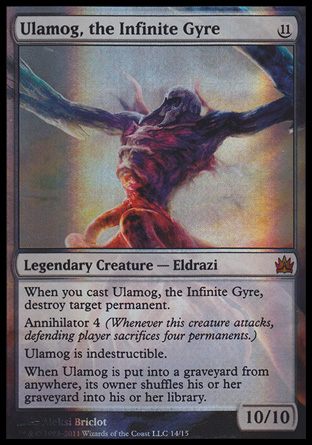 Ulamog, the Infinite Gyre 11
Legendary Creature — Eldrazi
When you cast Ulamog, the Infinite Gyre,
destroy target permanent.
Annihilator 4 (Whenever this creature attacks,
defending player sacrifices four permanents.)
Ulamog is indestructible.
When Ulamog is put into a graveyard from
anywhere, its owner shuffles his or her
graveyard into his or her library.
Aleksi Briclot
10/10
™ & © 1993-2011 Wizards of the Coast LLC 14/15